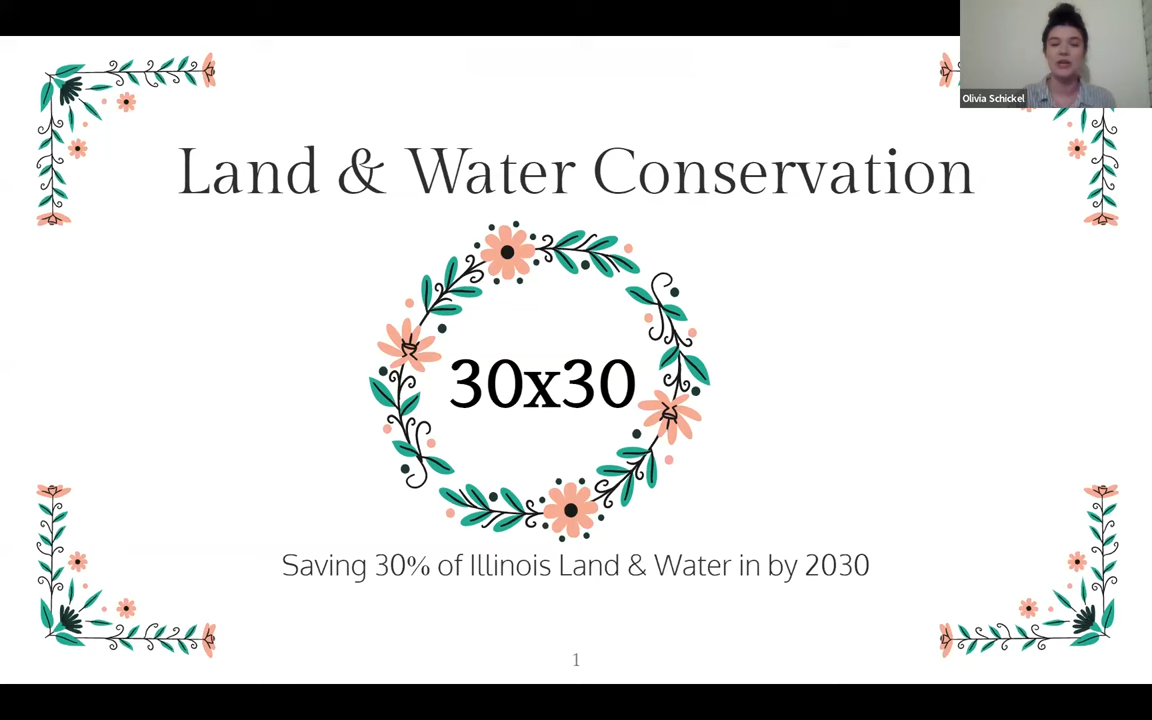 Olivia Schickel
Land & Water Conservation
30x30
Saving 30% of Illinois Land & Water in by 2030
1